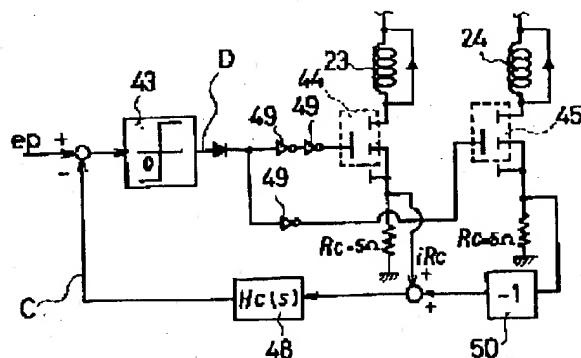 23
24
D
44
43
45
49 49
ep + 0
-
49
Rc=5Ω
iRc
Rc=5Ω
+
C
Hc(s)
+
-1
48
50